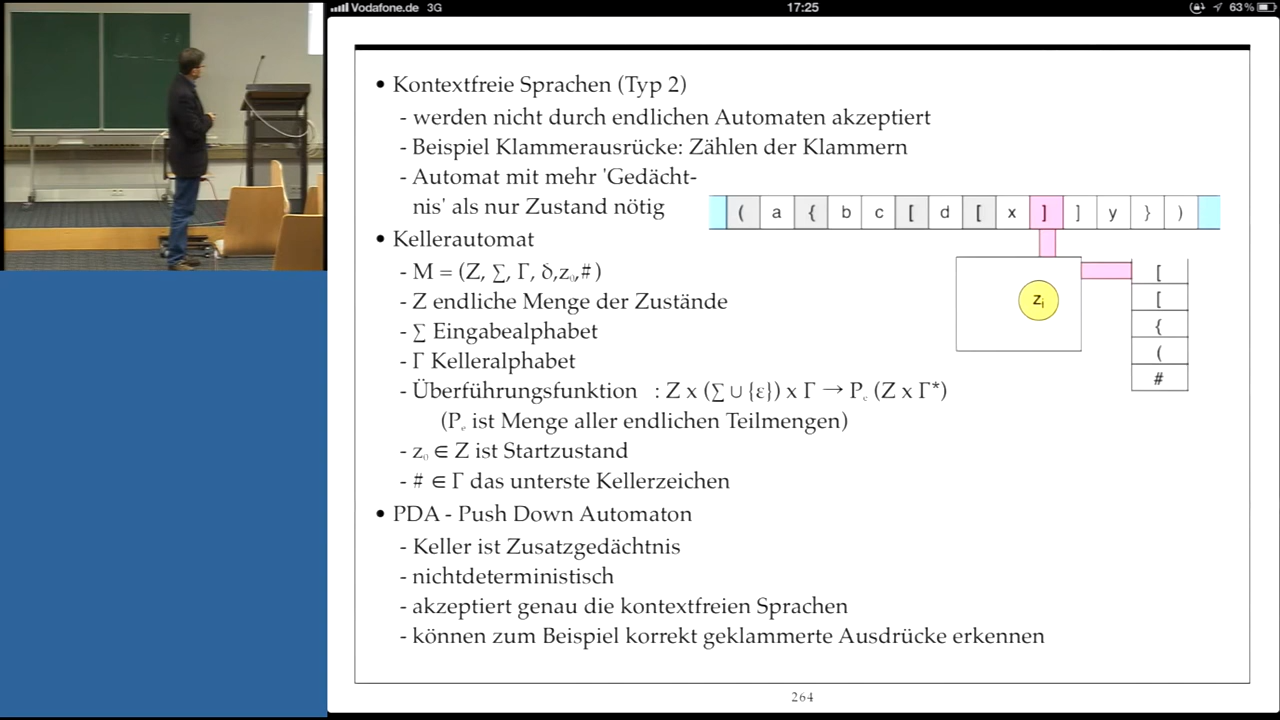 Vodafone.de 3G 17:25 63 %
• Kontextfreie Sprachen (Typ 2)
- werden nicht durch endlichen Automaten akzeptiert
- Beispiel Klammerausrücke: Zählen der Klammern
- Automat mit mehr 'Gedächt-
nis' als nur Zustand nötig
( a { b c [ d [ x ] ] y } )
• Kellerautomat
- M = (Z, ∑, Γ, δ,z₀,#)
- Z endliche Menge der Zustände
- ∑ Eingabealphabet
- Γ Kelleralphabet
- Überführungsfunktion : Z x (∑ ∪ {ε}) x Γ → Pₑ (Z x Γ*)
(Pₑ ist Menge aller endlichen Teilmengen)
- z₀ ∈ Z ist Startzustand
- # ∈ Γ das unterste Kellerzeichen
zᵢ
[
[
{
(
#
• PDA - Push Down Automaton
- Keller ist Zusatzgedächtnis
- nichtdeterministisch
- akzeptiert genau die kontextfreien Sprachen
- können zum Beispiel korrekt geklammerte Ausdrücke erkennen
264